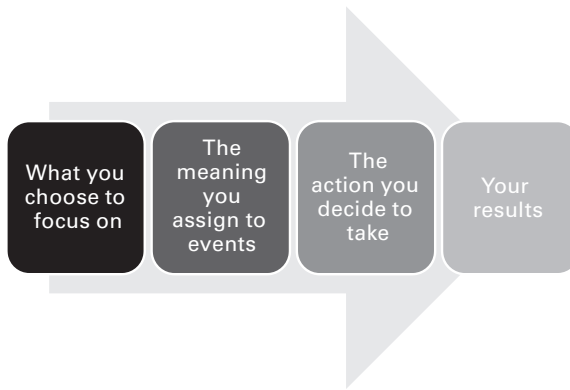 What you
choose to
focus on
The
meaning
you
assign to
events
The
action you
decide to
take
Your
results